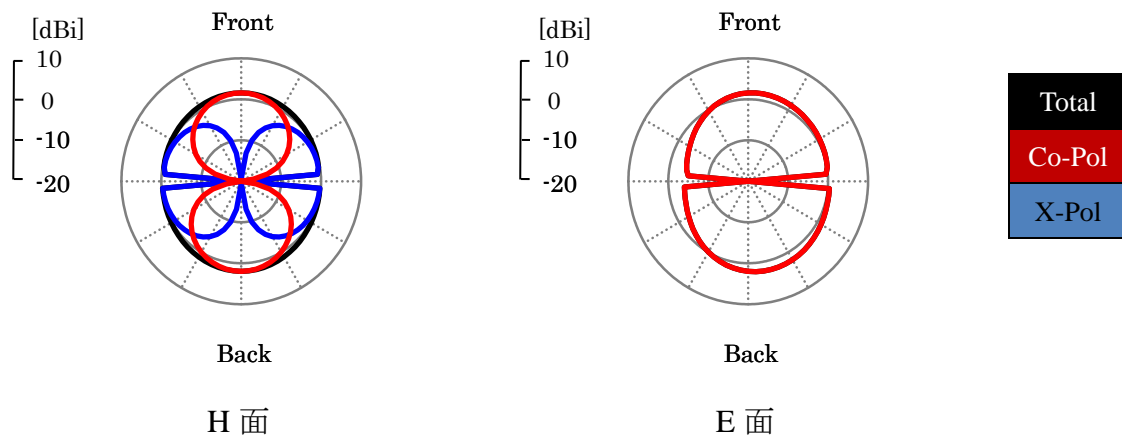 [dBi]
10
0
-10
-20
Front
Back
H 面
[dBi]
10
0
-10
-20
Front
Back
E 面
Total
Co-Pol
X-Pol